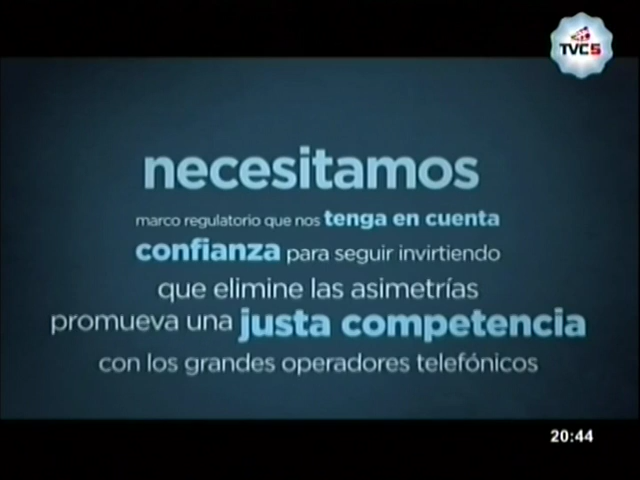 TVC5
necesitamos
marco regulatorio que nos tenga en cuenta
confianza para seguir invirtiendo
que elimine las asimetrías
promueva una justa competencia
con los grandes operadores telefónicos
20:44